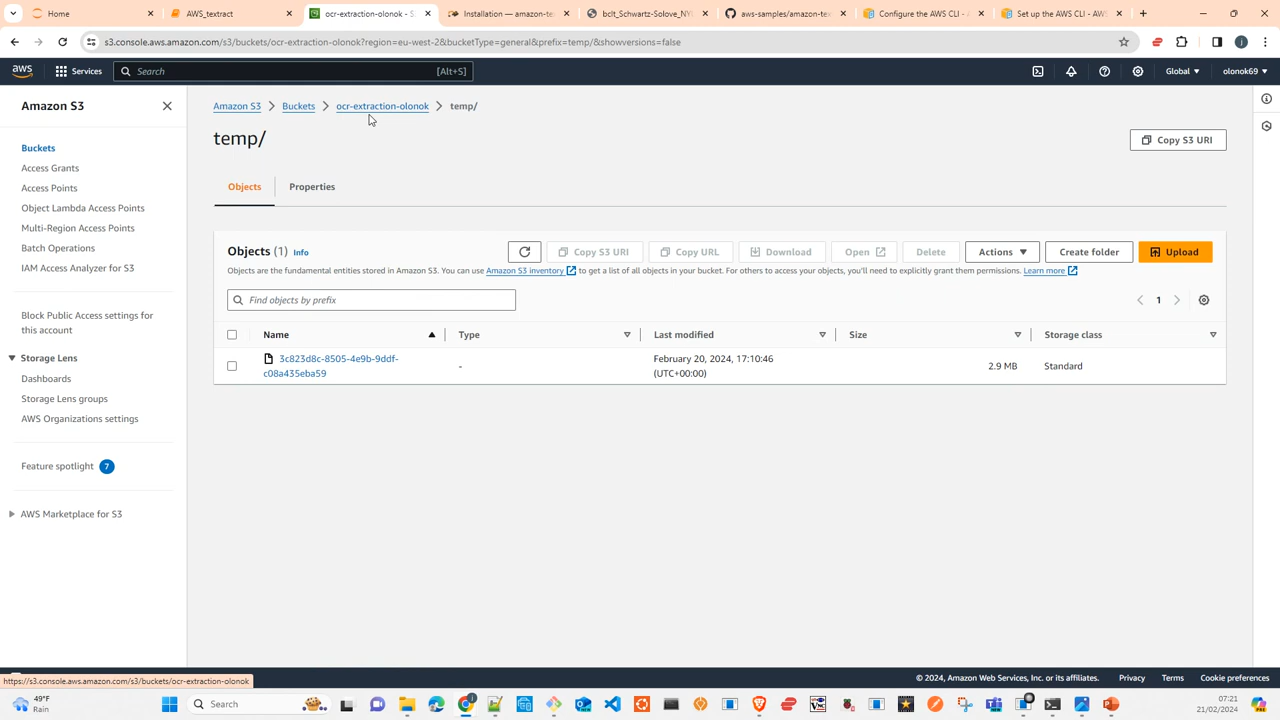 Home
AWS_textract
ocr-extraction-olonok - S
Installation — amazon-te
bclt_Schwartz-Solove_NYU
aws-samples/amazon-tex
Configure the AWS CLI - A
Set up the AWS CLI - AWS
s3.console.aws.amazon.com/s3/buckets/ocr-extraction-olonok?region=eu-west-2&bucketType=general&prefix=temp/&showversions=false
aws
Services
Search
[Alt+S]
Global
olonok69
Amazon S3
Buckets
Access Grants
Access Points
Object Lambda Access Points
Multi-Region Access Points
Batch Operations
IAM Access Analyzer for S3
Block Public Access settings for
this account
Storage Lens
Dashboards
Storage Lens groups
AWS Organizations settings
Feature spotlight 7
AWS Marketplace for S3
Amazon S3 > Buckets > ocr-extraction-olonok > temp/
temp/
Copy S3 URI
Objects
Properties
Objects (1) Info
Copy S3 URI
Copy URL
Download
Open
Delete
Actions
Create folder
Upload
Objects are the fundamental entities stored in Amazon S3. You can use Amazon S3 inventory to get a list of all objects in your bucket. For others to access your objects, you'll need to explicitly grant them permissions. Learn more
Find objects by prefix
1
Name
Type
Last modified
Size
Storage class
3c823d8c-8505-4e9b-9ddf-
c08a435eba59
-
February 20, 2024, 17:10:46
(UTC+00:00)
2.9 MB
Standard
https://s3.console.aws.amazon.com/s3/buckets/ocr-extraction-olonok
© 2024, Amazon Web Services, Inc. or its affiliates.
Privacy
Terms
Cookie preferences
49°F
Rain
Search
07:21
21/02/2024